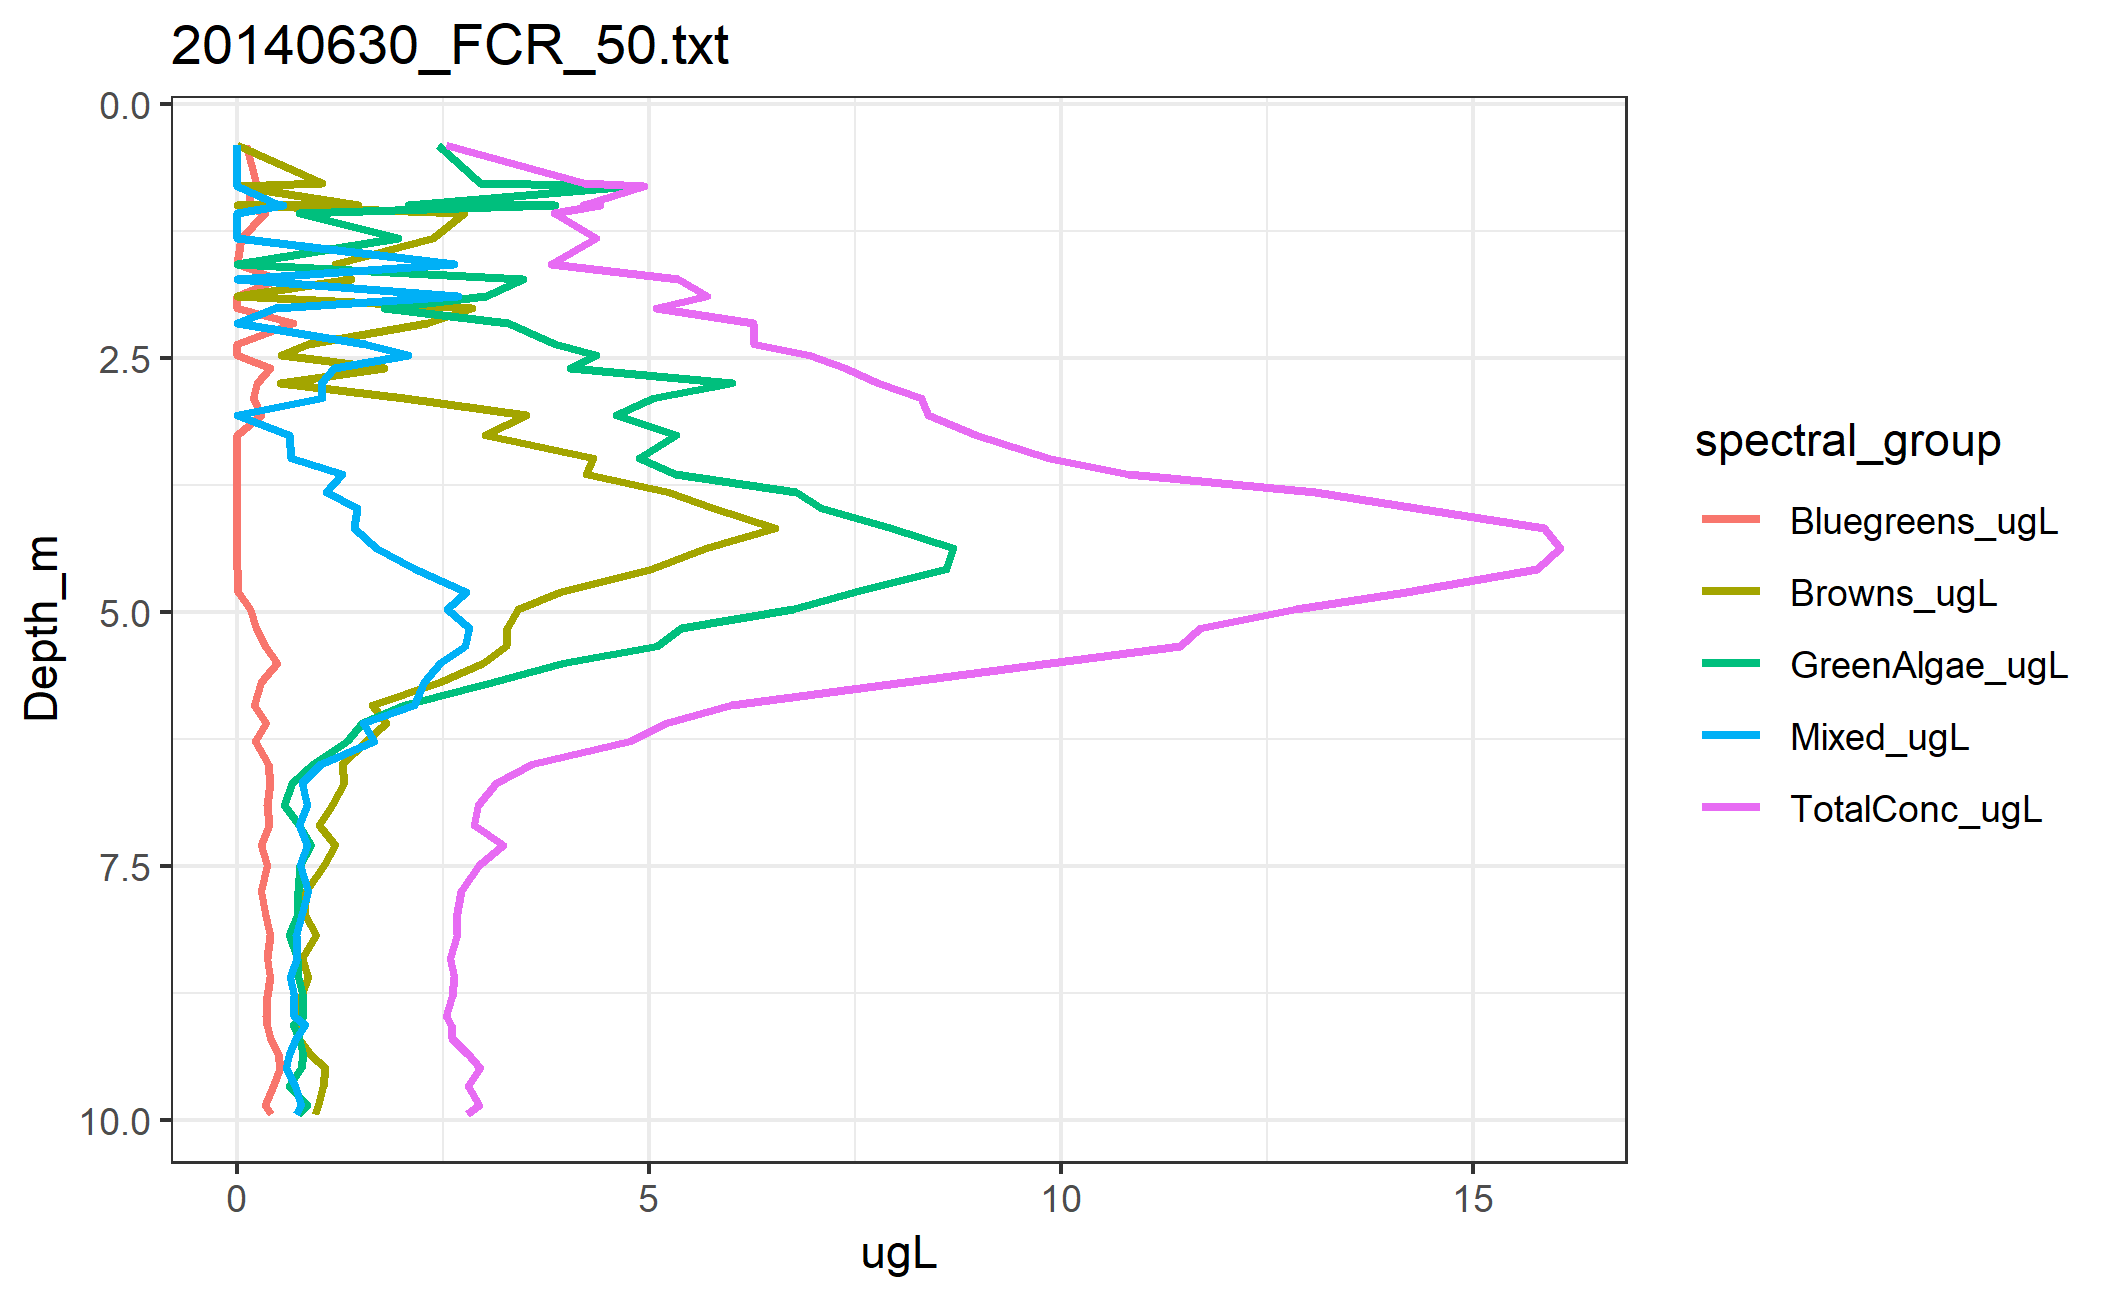 20140630_FCR_50.txt
0.0
2.5
5.0
7.5
10.0
Depth_m
0 5 10 15
ugL
spectral_group
Bluegreens_ugL
Browns_ugL
GreenAlgae_ugL
Mixed_ugL
TotalConc_ugL